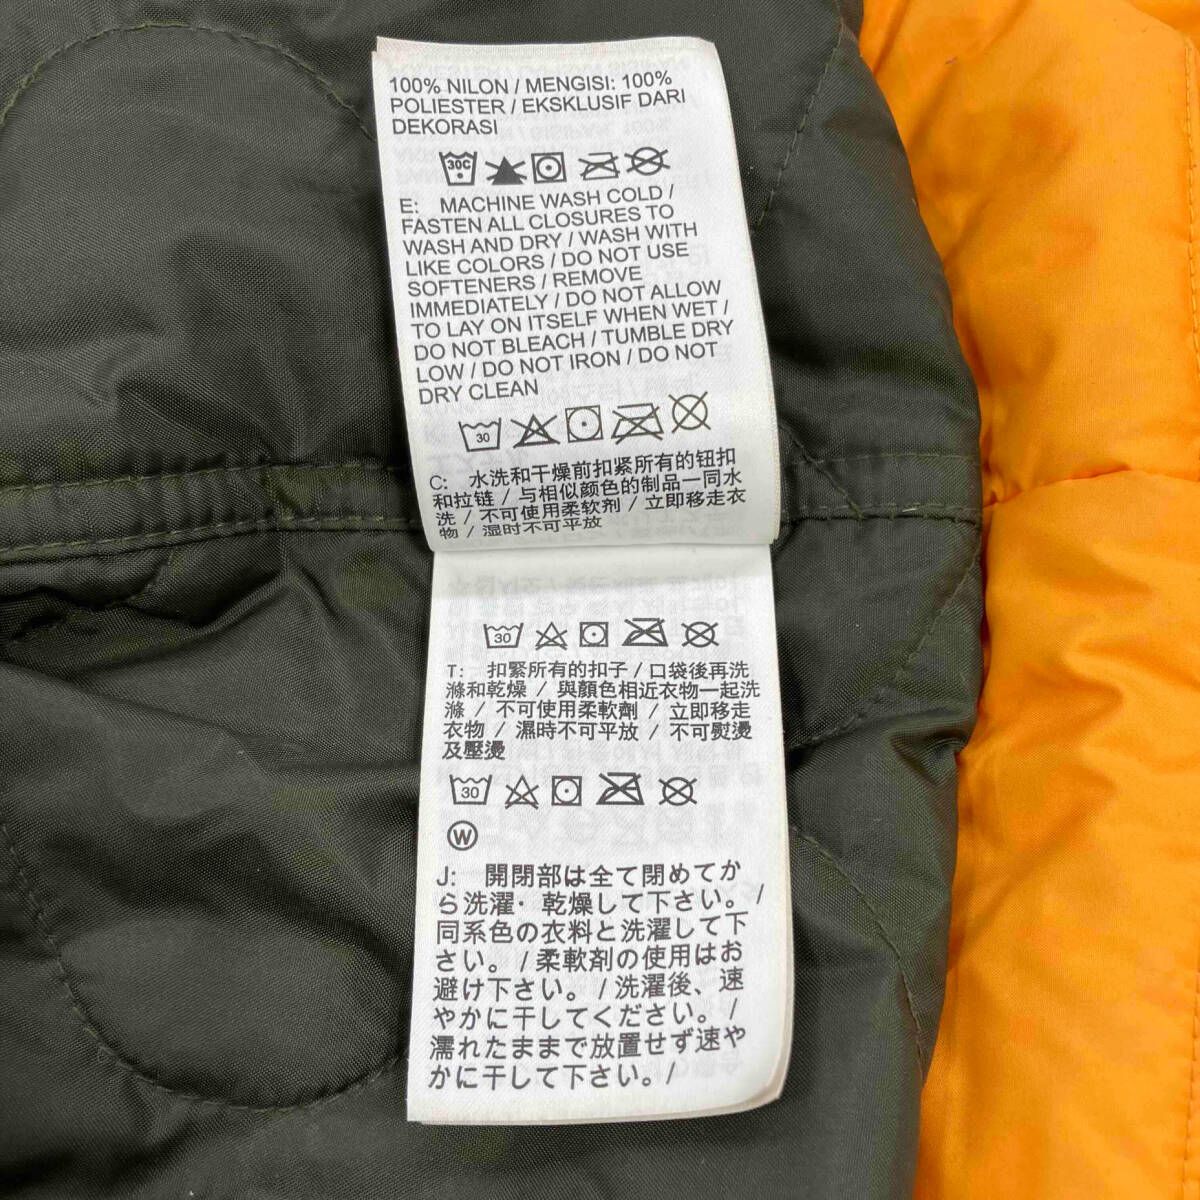 100% NILON / MENGISI: 100%
POLIESTER / EKSKLUSIF DARI
DEKORASI
30C
E: MACHINE WASH COLD /
FASTEN ALL CLOSURES TO
WASH AND DRY / WASH WITH
LIKE COLORS / DO NOT USE
SOFTENERS / REMOVE
IMMEDIATELY / DO NOT ALLOW
TO LAY ON ITSELF WHEN WET /
DO NOT BLEACH / TUMBLE DRY
LOW / DO NOT IRON / DO NOT
DRY CLEAN
30
C: 水洗和干燥前扣紧所有的钮扣
和拉链 / 与相似颜色的制品一同水
洗 / 不可使用柔软剂 / 立即移走衣
物 / 湿时不可平放
30
T: 扣緊所有的扣子 / 口袋後再洗
滌和乾燥 / 與顏色相近衣物一起洗
滌 / 不可使用柔軟劑 / 立即移走
衣物 / 濕時不可平放 / 不可熨燙
及壓燙
30
W
J: 開閉部は全て閉めてか
ら洗濯・乾燥して下さい。/
同系色の衣料と洗濯して下
さい。/ 柔軟剤の使用はお
避け下さい。/ 洗濯後、速
やかに干してください。/
濡れたままで放置せず速や
かに干して下さい。/